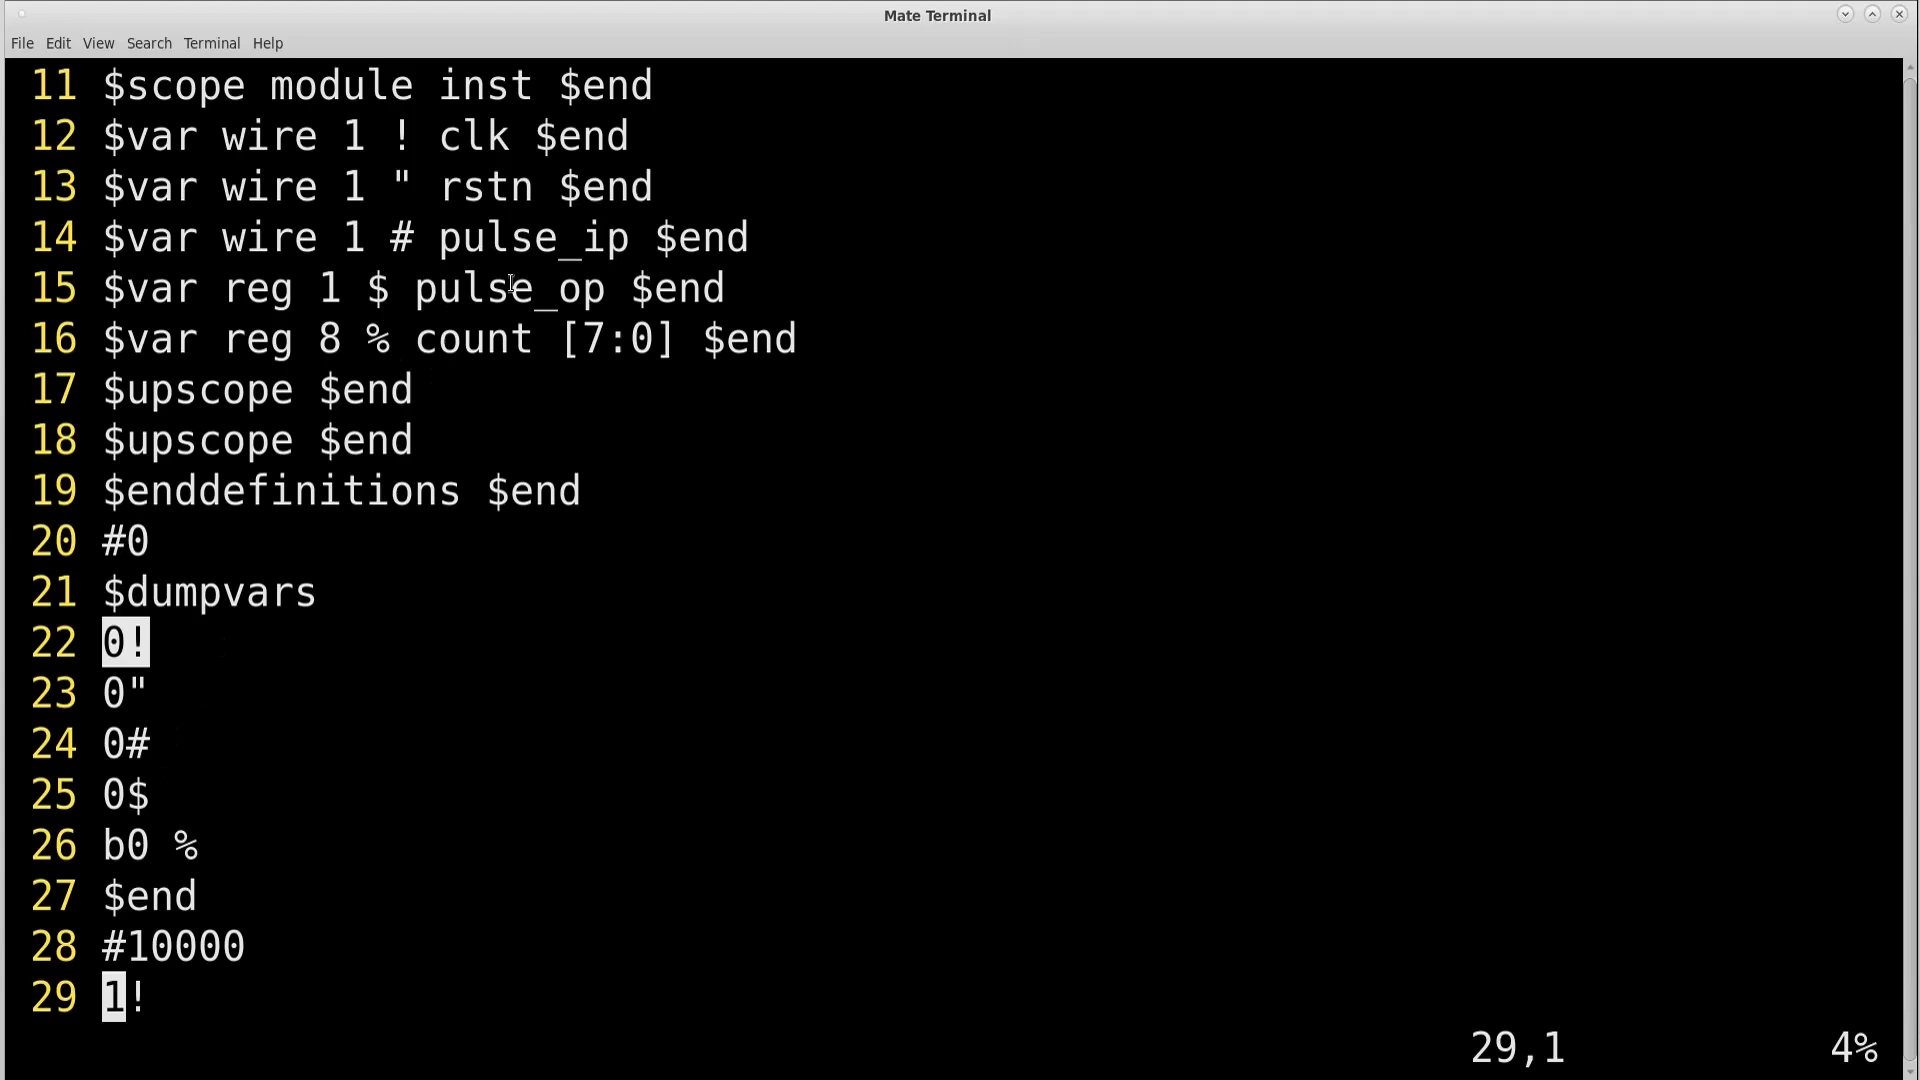 Mate Terminal
File Edit View Search Terminal Help
11 $scope module inst $end
12 $var wire 1 ! clk $end
13 $var wire 1 " rstn $end
14 $var wire 1 # pulse_ip $end
15 $var reg 1 $ pulse_op $end
16 $var reg 8 % count [7:0] $end
17 $upscope $end
18 $upscope $end
19 $enddefinitions $end
20 #0
21 $dumpvars
22 0!
23 0"
24 0#
25 0$
26 b0 %
27 $end
28 #10000
29 1!
29,1 4%